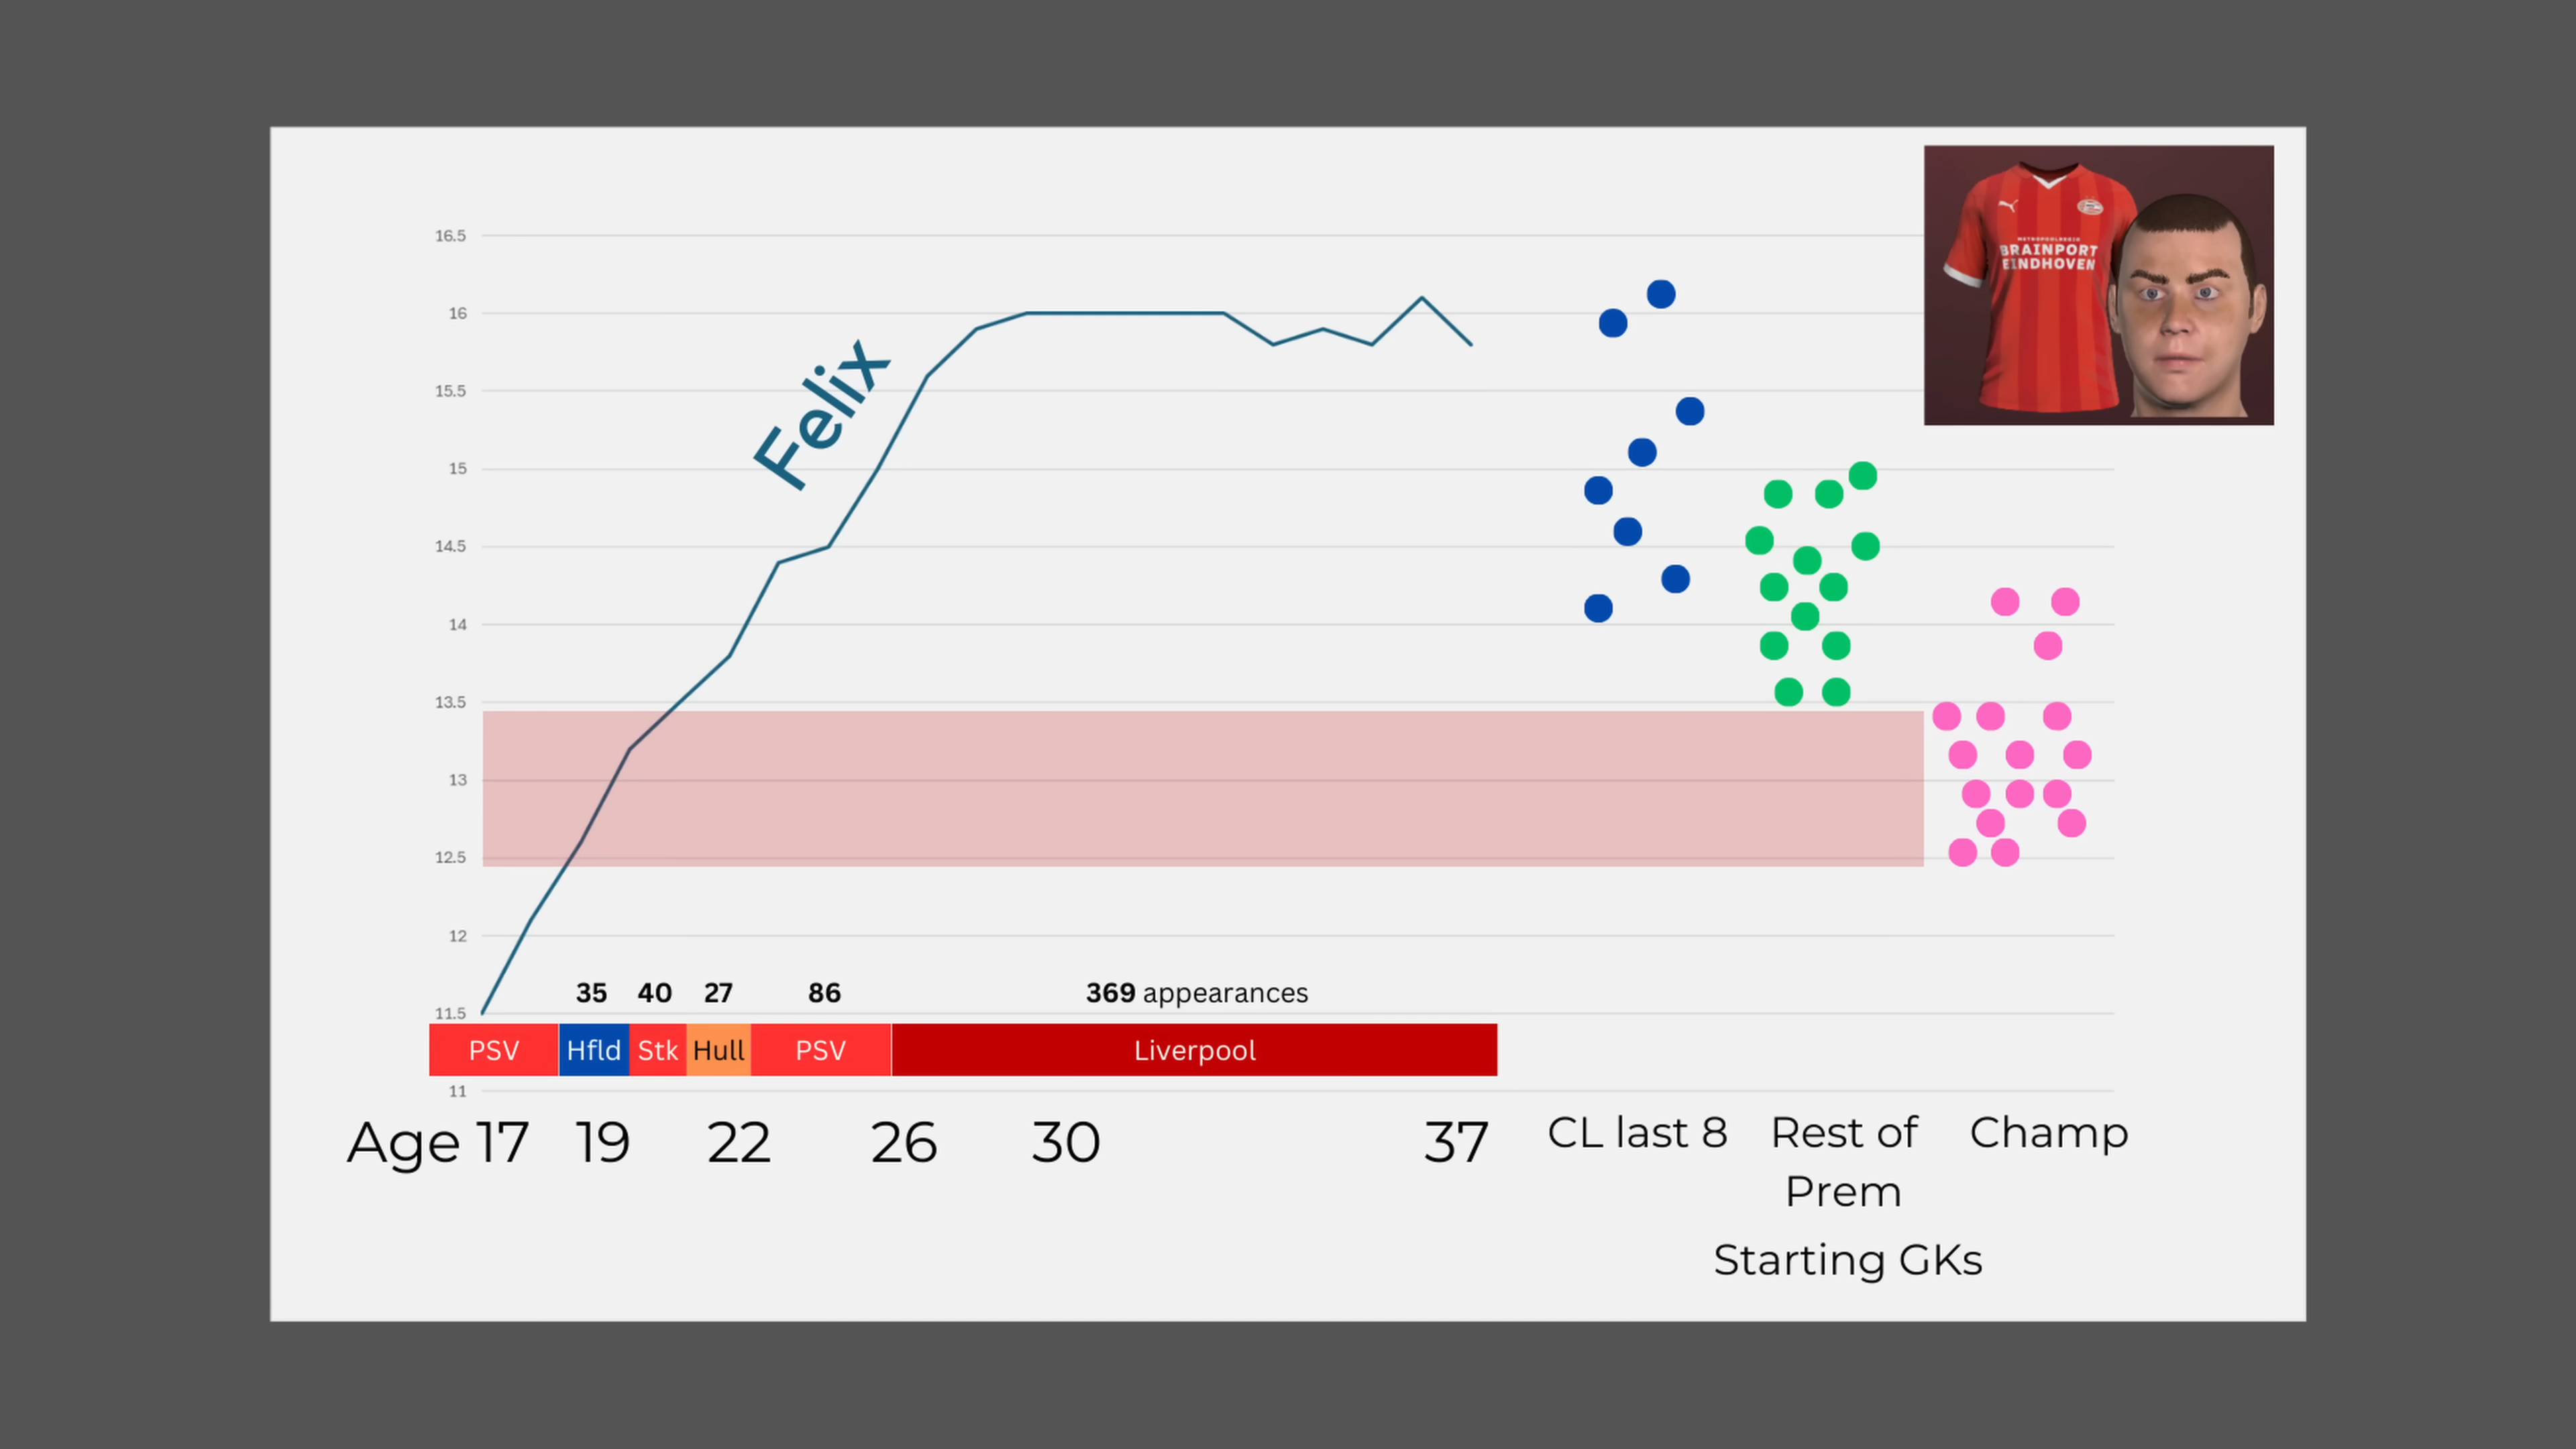 METROPOOLREGIO
BRAINPORT
EINDHOVEN
16.5
16
15.5
15
14.5
14
13.5
13
12.5
12
11.5
11
Felix
35 40 27 86 369 appearances
PSV Hfld Stk Hull PSV Liverpool
Age 17 19 22 26 30 37
CL last 8 Rest of Champ
Prem
Starting GKs